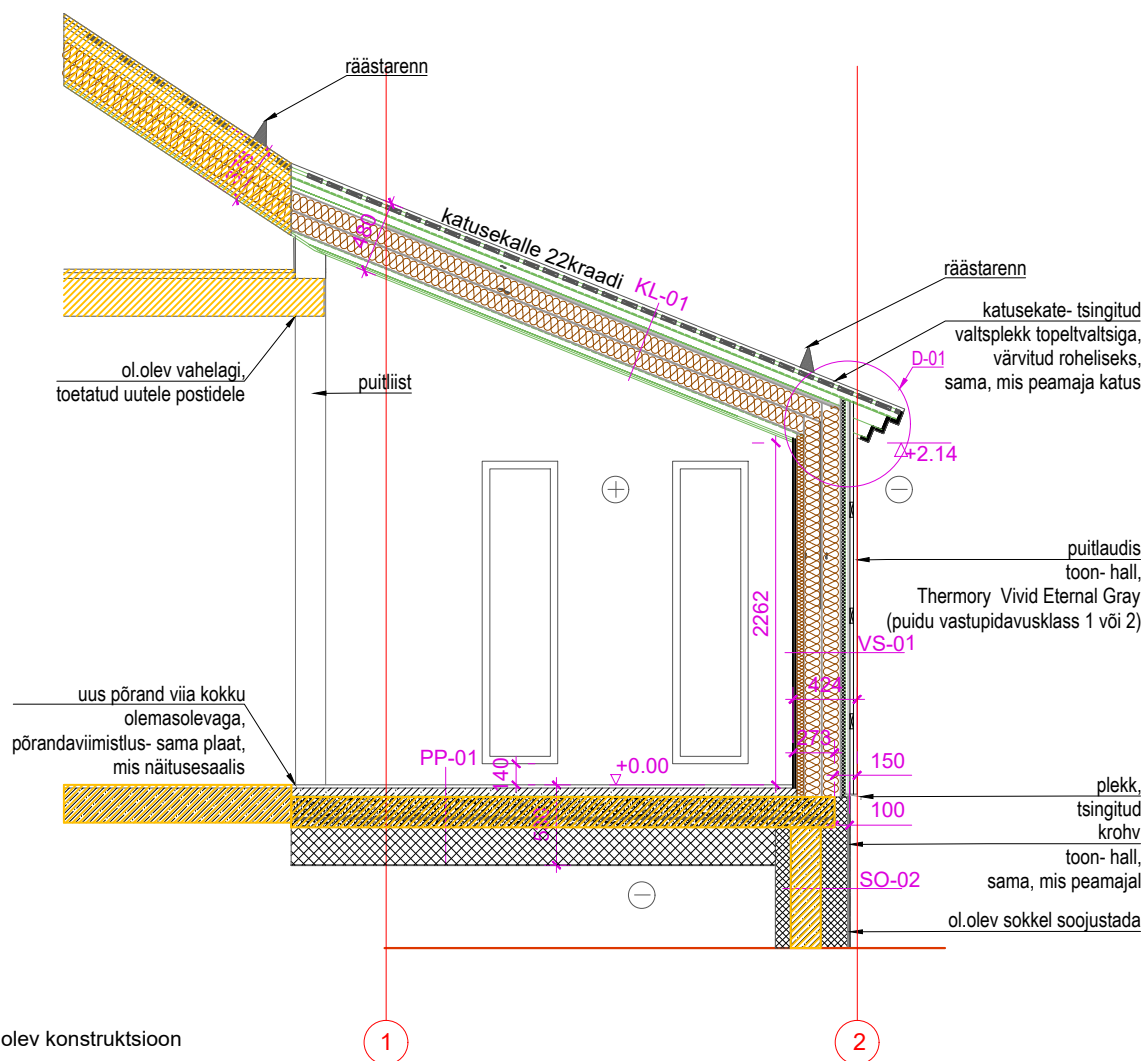 räästarenn
katusekalle 22kraadi
480
KL-01
räästarenn
katusekate- tsingitud
valtsplekk topeltvaltsiga,
värvitud roheliseks,
sama, mis peamaja katus
D-01
+2.14
ol.olev vahelagi,
toetatud uutele postidele
puitliist
2262
puitlaudis
toon- hall,
Thermory Vivid Eternal Gray
(puidu vastupidavusklass 1 või 2)
VS-01
424
273
150
100
uus põrand viia kokku
olemasolevaga,
põrandaviimistlus- sama plaat,
mis näitusesaalis
PP-01
140
+0.00
plekk,
tsingitud
krohv
toon- hall,
sama, mis peamajal
SO-02
ol.olev sokkel soojustada
olev konstruktsioon
1
2